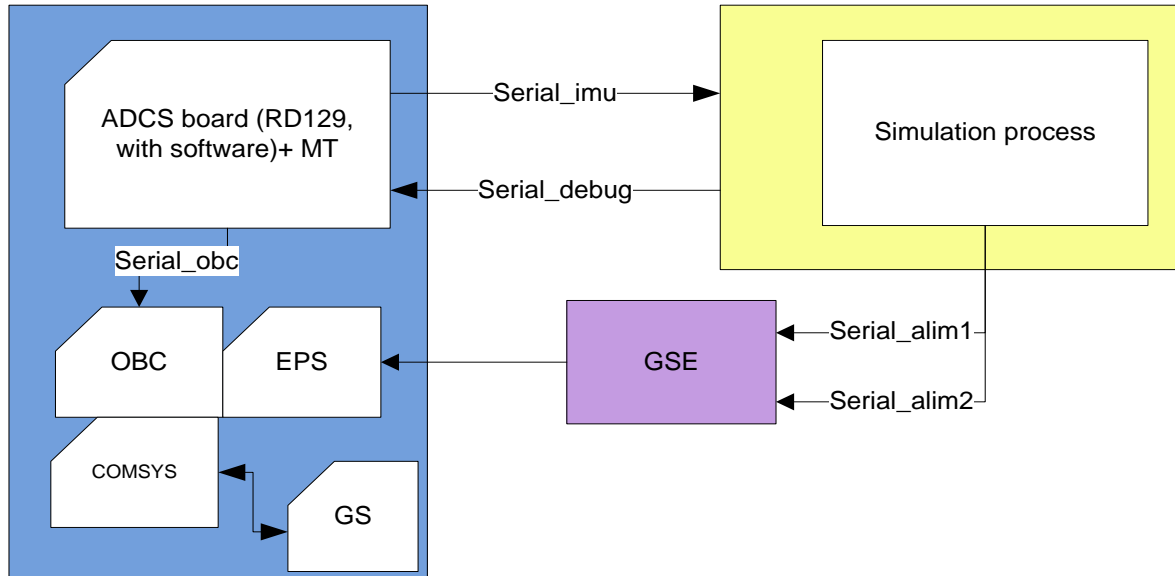 ADCS board (RD129,
with software)+ MT
Serial_imu
Simulation process
Serial_debug
Serial_obc
OBC
EPS
GSE
Serial_alim1
Serial_alim2
COMSYS
GS